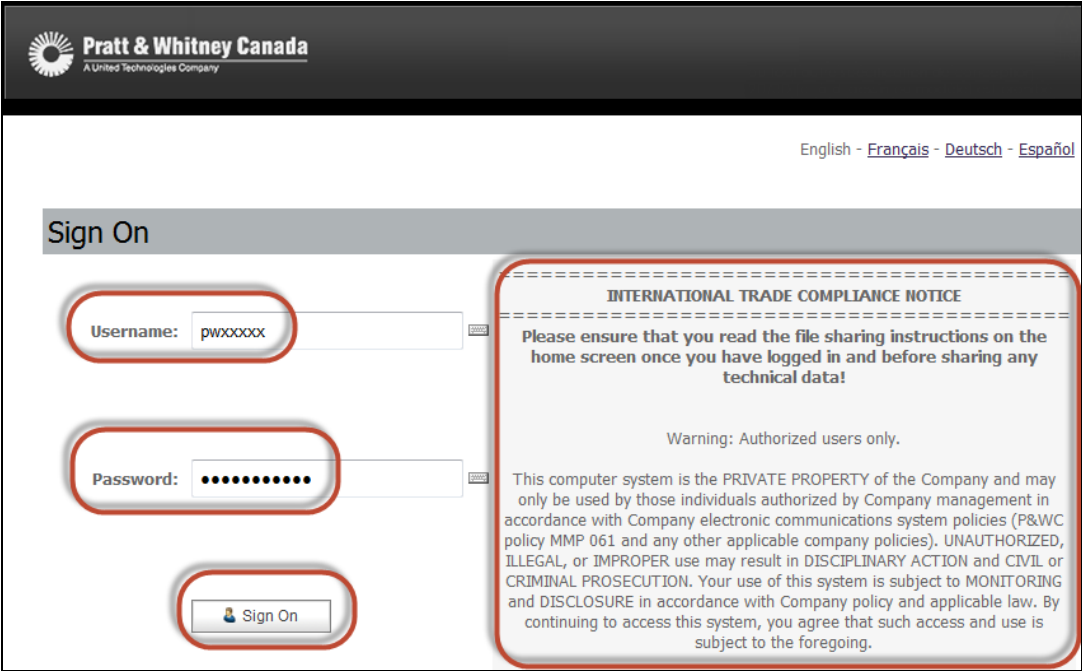 Pratt & Whitney Canada
A United Technologies Company
English - Français - Deutsch - Español
Sign On
Username: pwxxxxx
Password: •••••••••••
Sign On
==========================================
INTERNATIONAL TRADE COMPLIANCE NOTICE
==========================================
Please ensure that you read the file sharing instructions on the
home screen once you have logged in and before sharing any
technical data!
Warning: Authorized users only.
This computer system is the PRIVATE PROPERTY of the Company and may
only be used by those individuals authorized by Company management in
accordance with Company electronic communications system policies (P&WC
policy MMP 061 and any other applicable company policies). UNAUTHORIZED,
ILLEGAL, or IMPROPER use may result in DISCIPLINARY ACTION and CIVIL or
CRIMINAL PROSECUTION. Your use of this system is subject to MONITORING
and DISCLOSURE in accordance with Company policy and applicable law. By
continuing to access this system, you agree that such access and use is
subject to the foregoing.